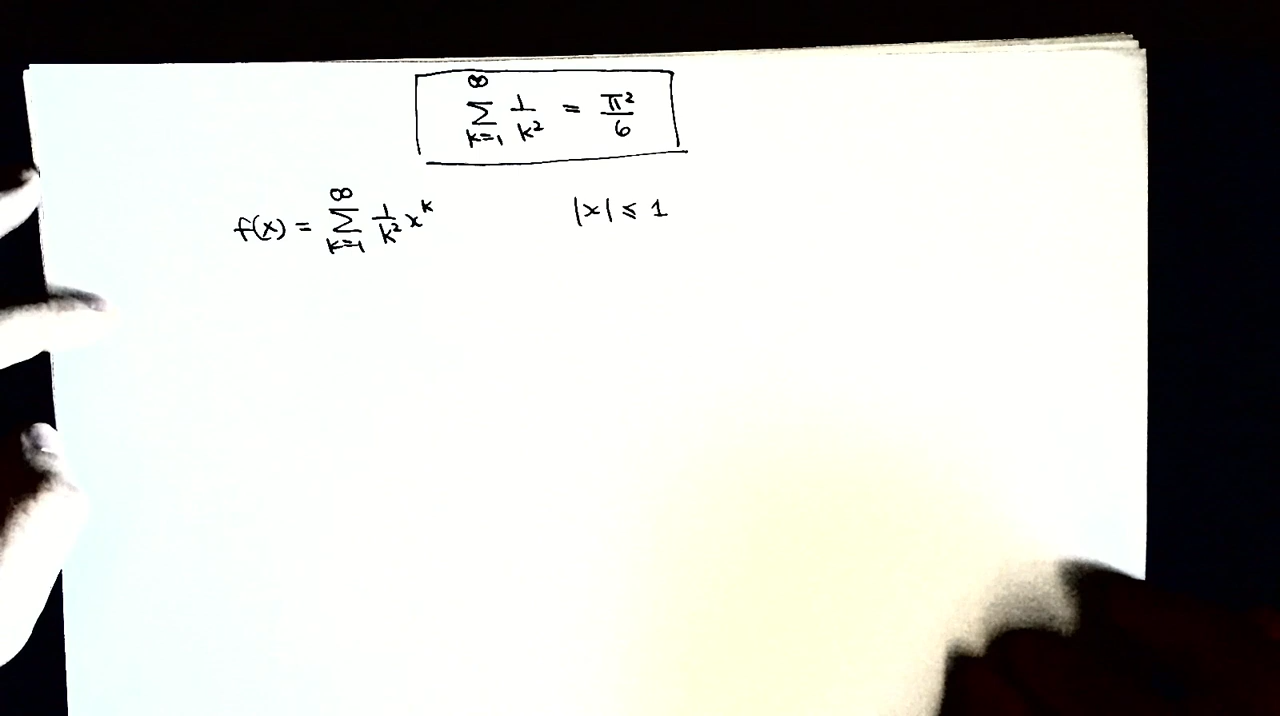 ∞
∑ 1/k² = π²/6
k=1
f(x) = ∑_{k=1}^{∞} 1/k² x^k |x| ⩽ 1